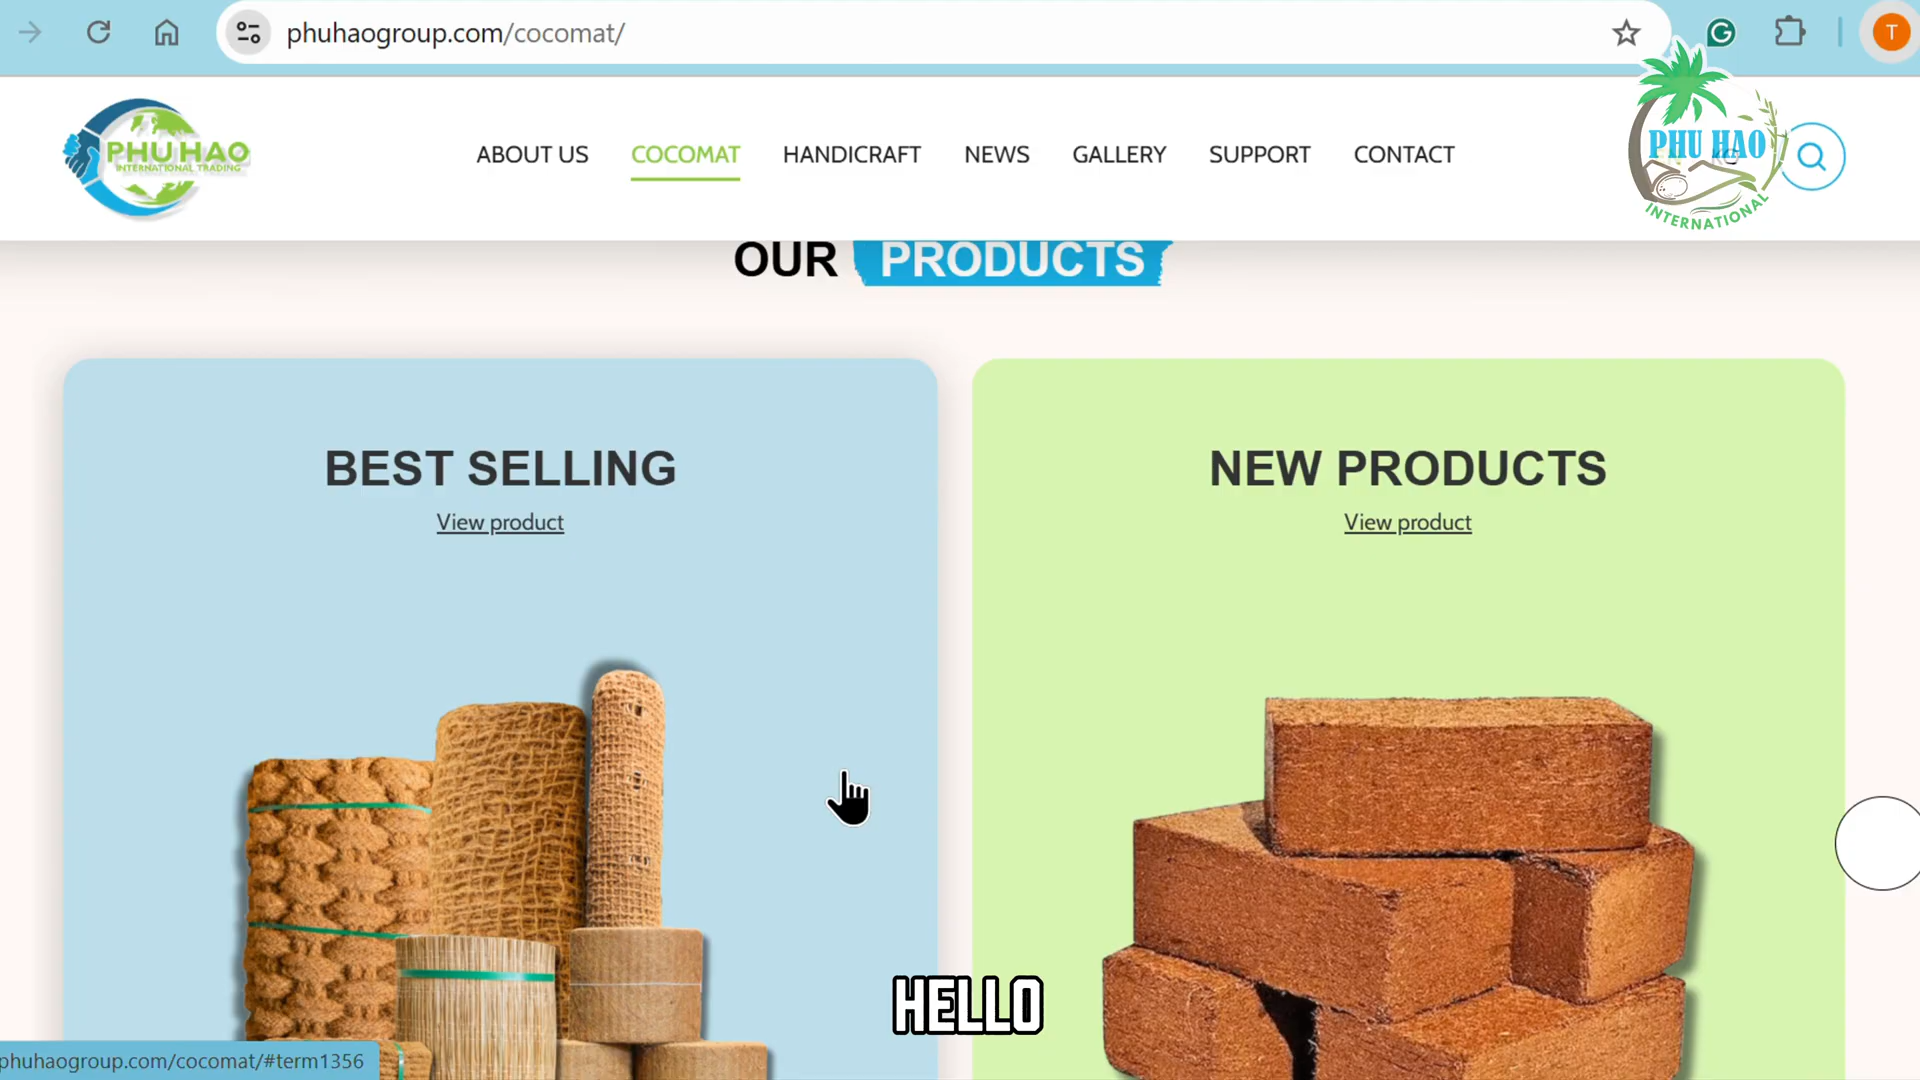 phuhaogroup.com/cocomat/
T
PHU HAO
INTERNATIONAL TRADING
ABOUT US
COCOMAT
HANDICRAFT
NEWS
GALLERY
SUPPORT
CONTACT
PHU HAO
INTERNATIONAL
OUR PRODUCTS
BEST SELLING
View product
NEW PRODUCTS
View product
HELLO
phuhaogroup.com/cocomat/#term1356